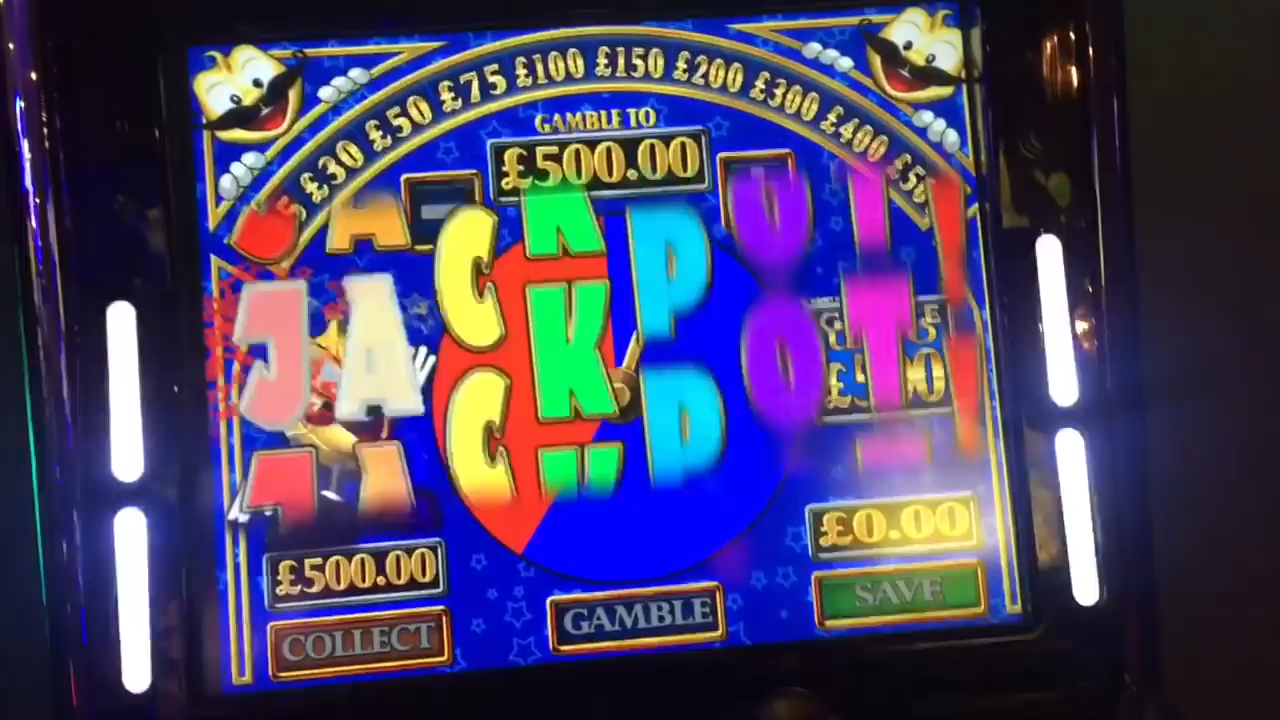 £30 £50 £75 £100 £150 £200 £300 £400
GAMBLE TO
£500.00
JACKPOT!
£500.00
£0.00
COLLECT
GAMBLE
SAVE